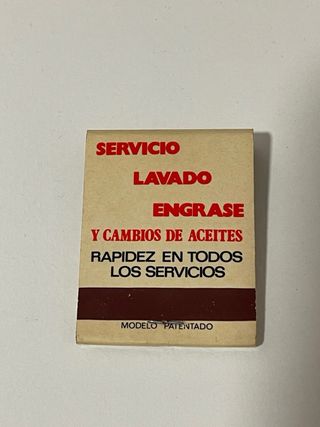 SERVICIO
LAVADO
ENGRASE
Y CAMBIOS DE ACEITES
RAPIDEZ EN TODOS
LOS SERVICIOS
MODELO PATENTADO